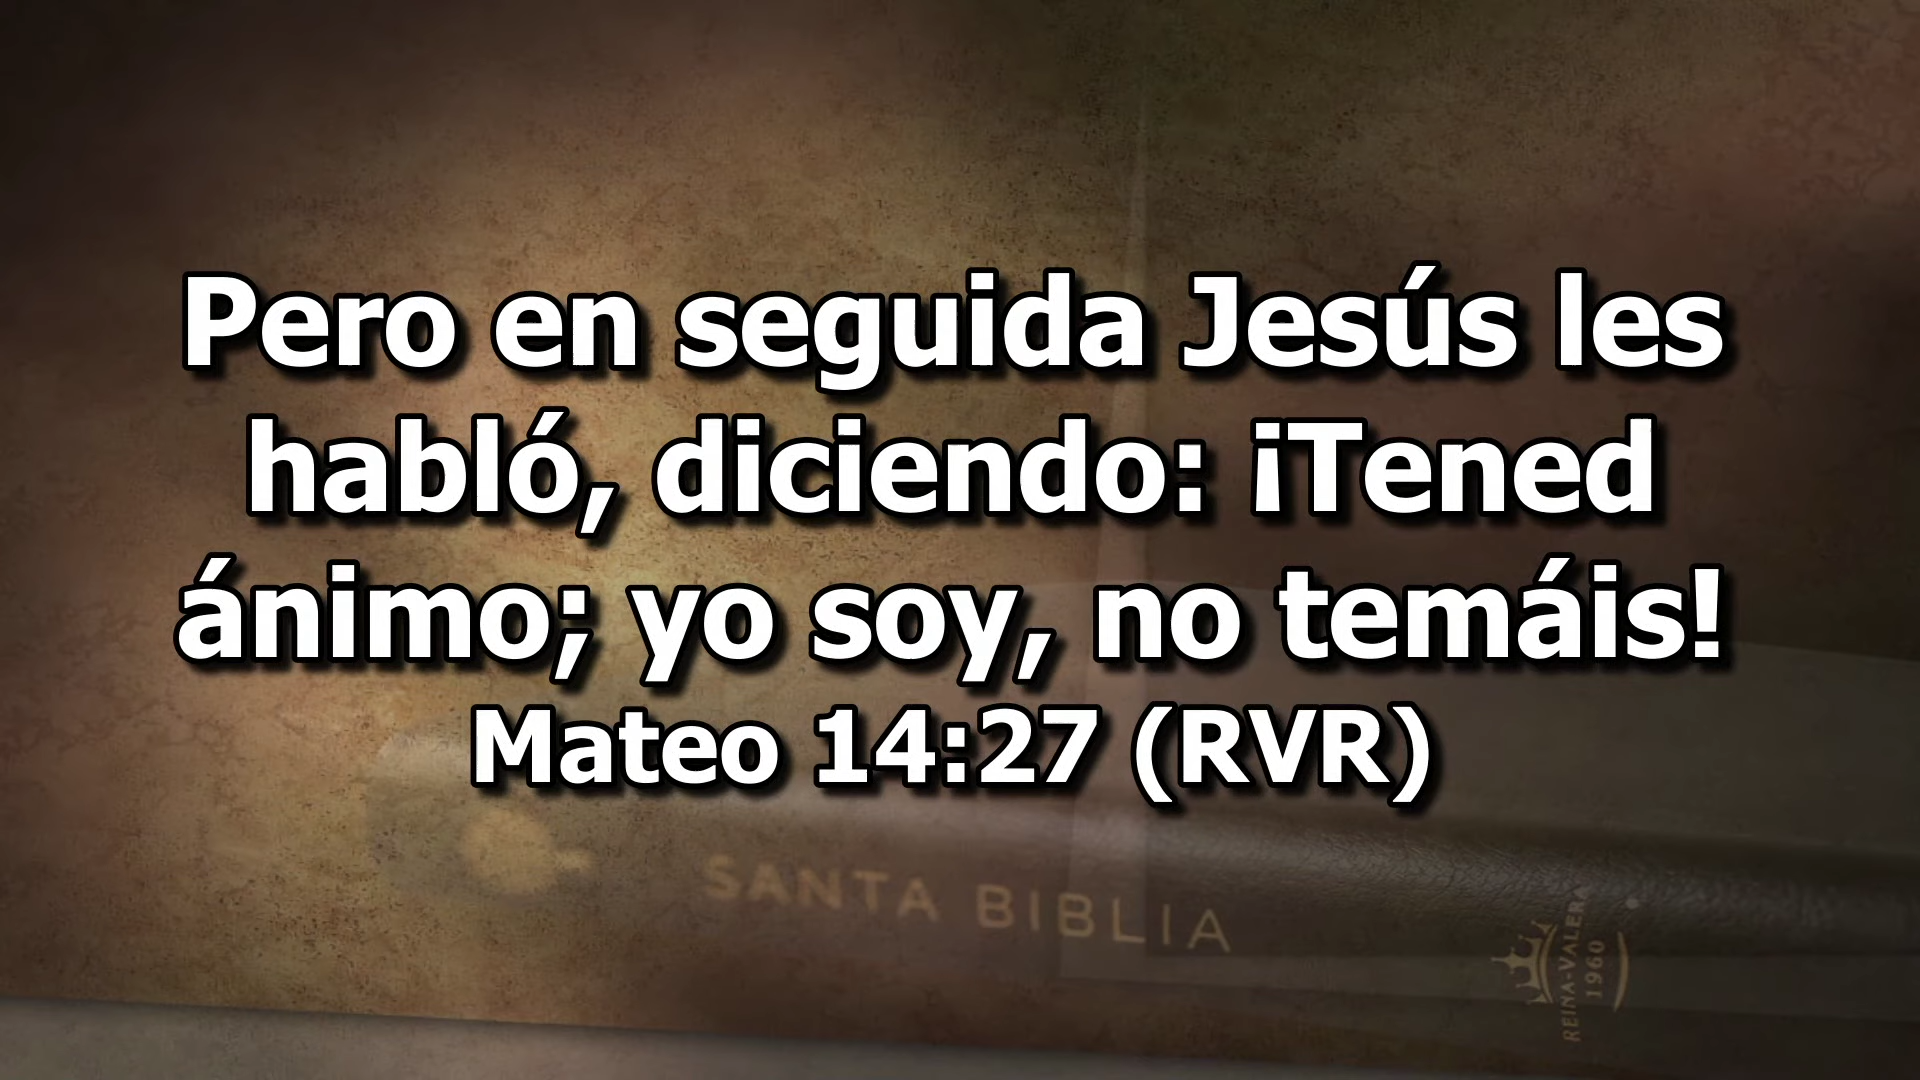 Pero en seguida Jesús les
habló, diciendo: ¡Tened
ánimo; yo soy, no temáis!
Mateo 14:27 (RVR)
SANTA BIBLIA
REINA-VALERA
1960